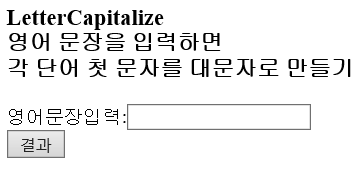 LetterCapitalize
영어 문장을 입력하면
각 단어 첫 문자를 대문자로 만들기
영어문장입력:
결과